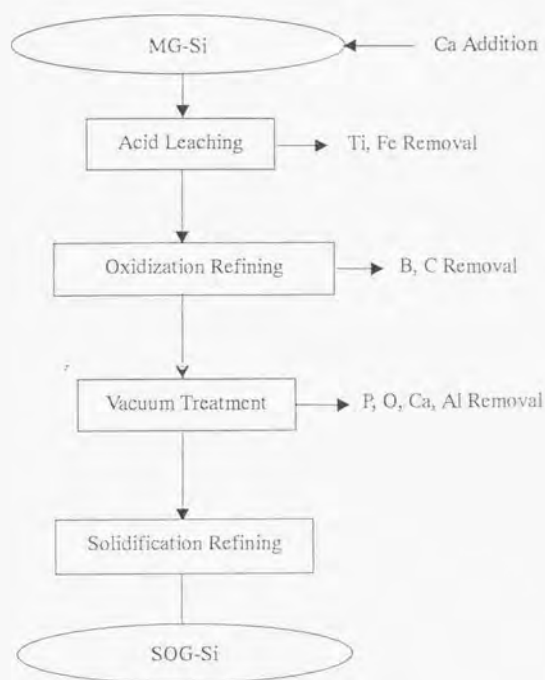 MG-Si
Ca Addition
Acid Leaching
Ti, Fe Removal
Oxidization Refining
B, C Removal
Vacuum Treatment
P, O, Ca, Al Removal
Solidification Refining
SOG-Si